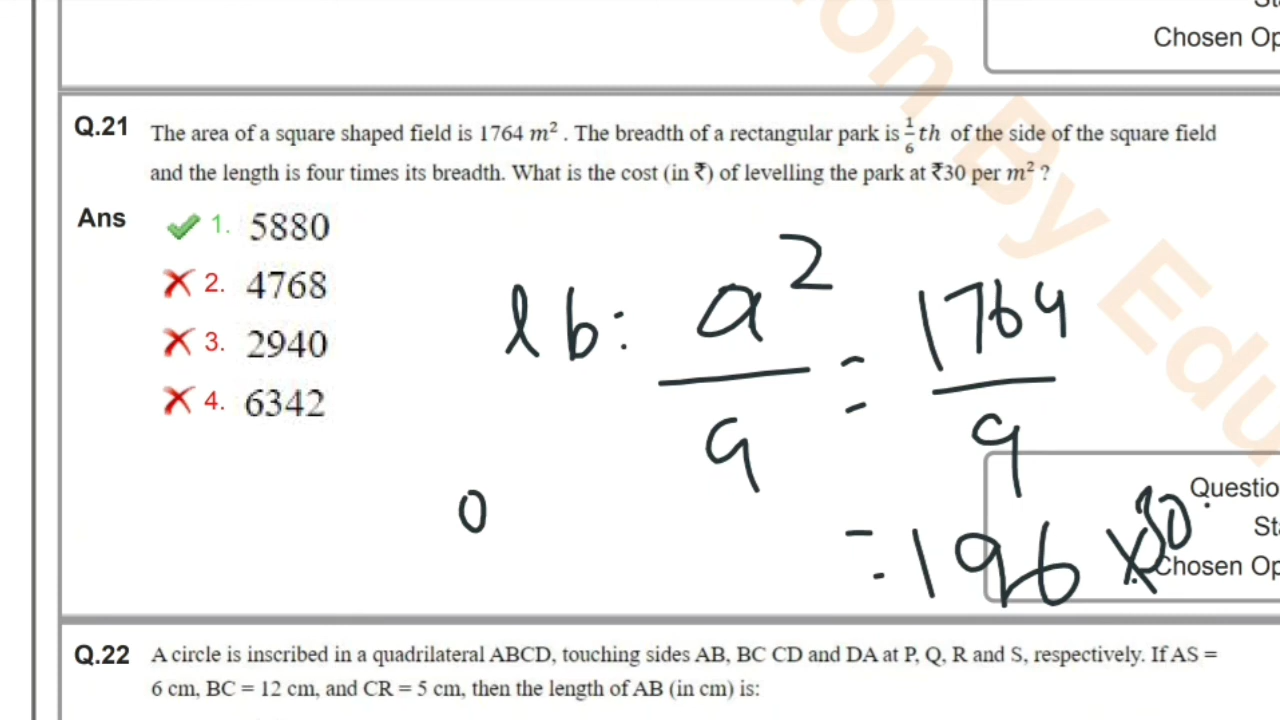 St
Chosen Op
Q.21 The area of a square shaped field is 1764 m². The breadth of a rectangular park is 1/6 th of the side of the square field
and the length is four times its breadth. What is the cost (in ₹) of levelling the park at ₹30 per m² ?
Ans 1. 5880
2. 4768
3. 2940
4. 6342
l b: a² / 9 = 1764 / 9
0
= 196 × 30
Questio
St
Chosen Op
Q.22 A circle is inscribed in a quadrilateral ABCD, touching sides AB, BC CD and DA at P, Q, R and S, respectively. If AS =
6 cm, BC = 12 cm, and CR = 5 cm, then the length of AB (in cm) is:
on By Edu